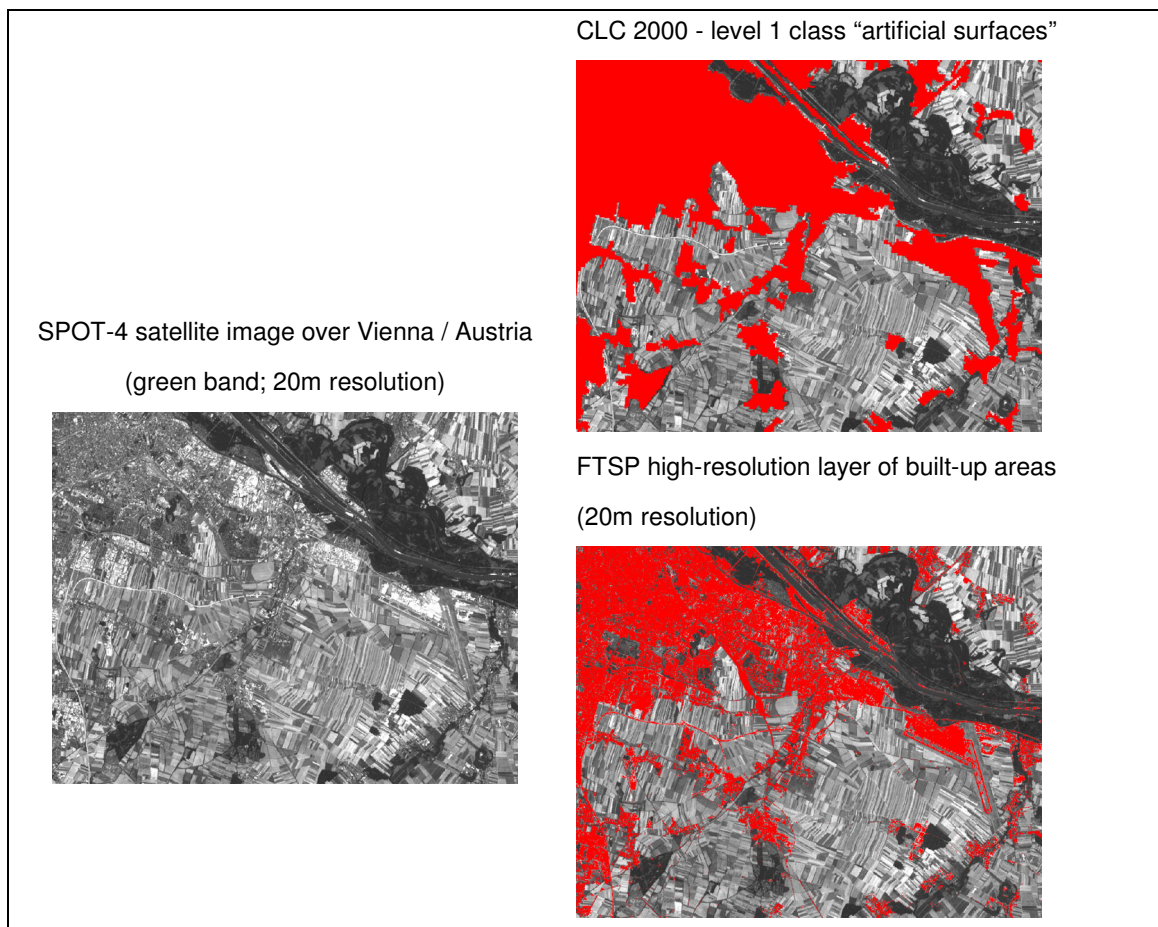 CLC 2000 - level 1 class “artificial surfaces”
SPOT-4 satellite image over Vienna / Austria
(green band; 20m resolution)
FTSP high-resolution layer of built-up areas
(20m resolution)